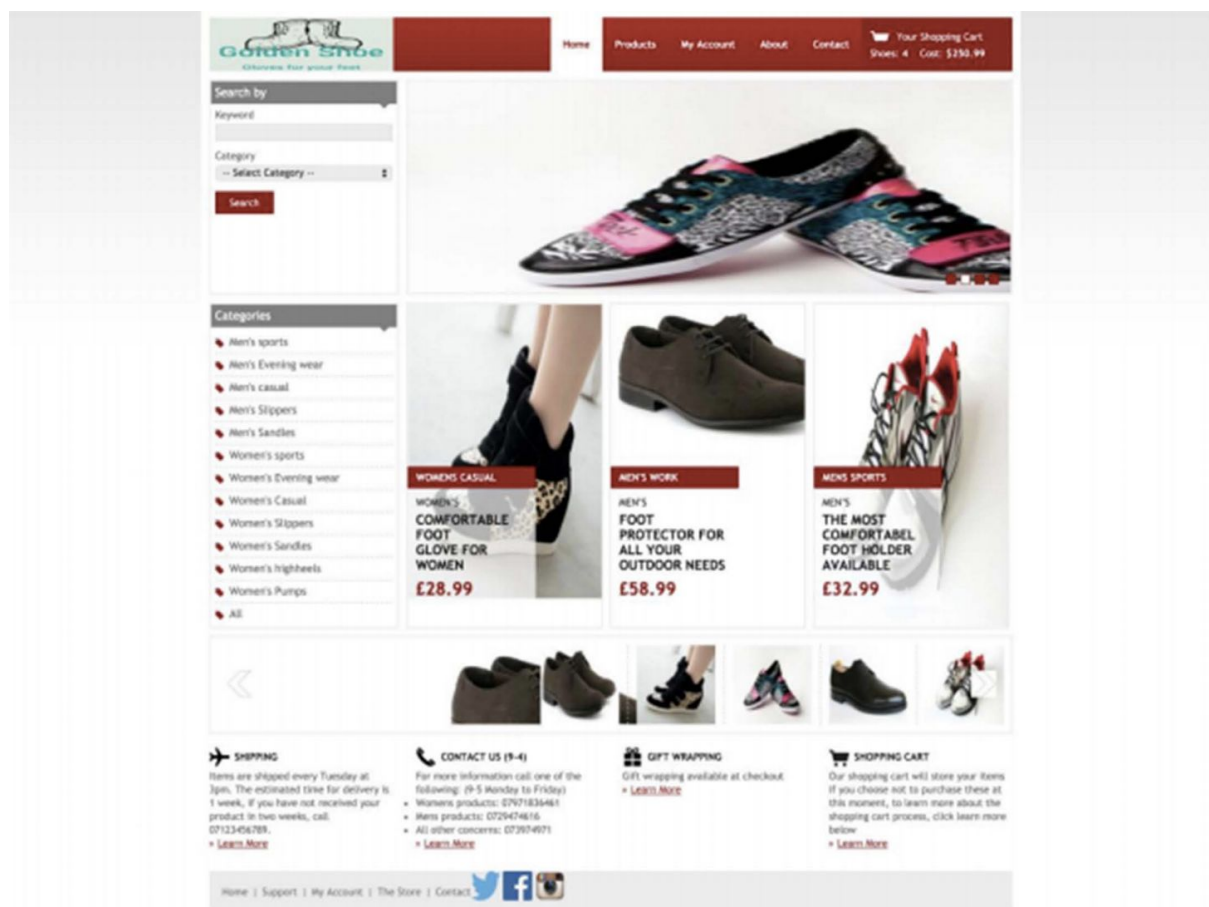 Golden Shoe
Gloves for your feet
Home
Products
My Account
About
Contact
Your Shopping Cart
Shoes: 4 Cost: $250.99
Search by
Keyword
Category
-- Select Category --
Search
Categories
Men's sports
Men's Evening wear
Men's casual
Men's Slippers
Men's Sandles
Women's sports
Women's Evening wear
Women's Casual
Women's Slippers
Women's Sandles
Women's highheels
Women's Pumps
All
WOMENS CASUAL
WOMEN'S
COMFORTABLE
FOOT
GLOVE FOR
WOMEN
£28.99
MEN'S WORK
MEN'S
FOOT
PROTECTOR FOR
ALL YOUR
OUTDOOR NEEDS
£58.99
MENS SPORTS
MEN'S
THE MOST
COMFORTABEL
FOOT HOLDER
AVAILABLE
£32.99
SHIPPING
Items are shipped every Tuesday at
3pm. The estimated time for delivery is
1 week, if you have not received your
product in two weeks, call
07123456789.
» Learn More
CONTACT US (9-4)
For more information call one of the
following: (9-5 Monday to Friday)
Womens products: 07971836461
Mens products: 0729474616
All other concerns: 073974971
» Learn More
GIFT WRAPPING
Gift wrapping available at checkout
» Learn More
SHOPPING CART
Our shopping cart will store your items
if you choose not to purchase these at
this moment, to learn more about the
shopping cart process, click learn more
below
» Learn More
Home | Support | My Account | The Store | Contact